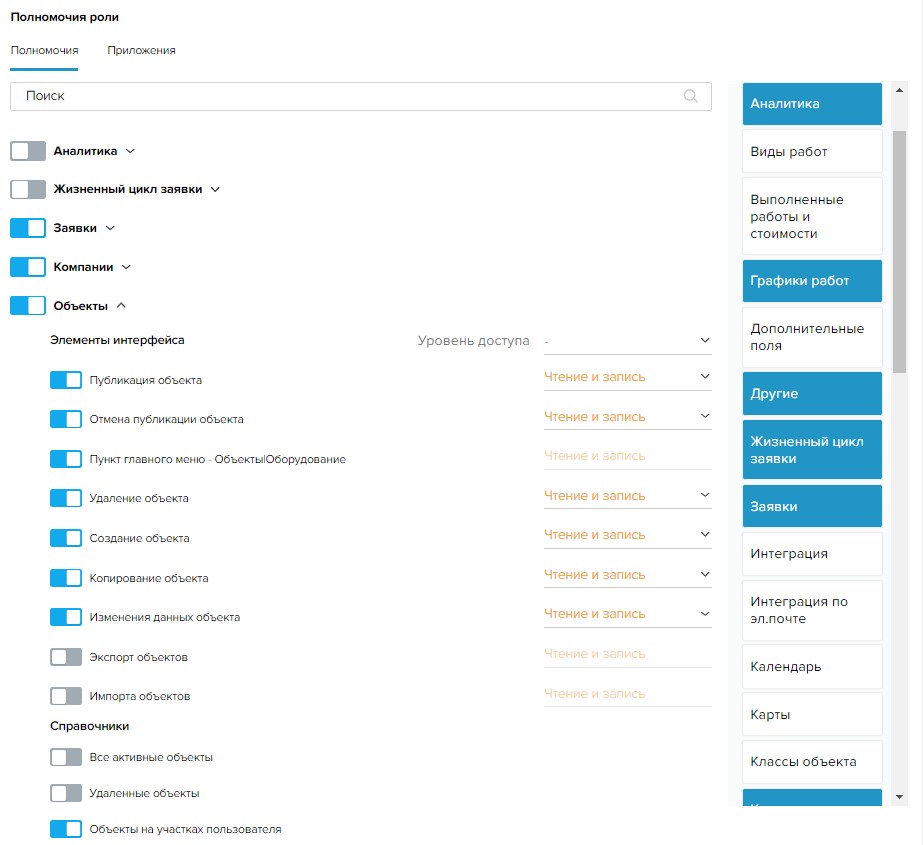 Полномочия роли
Полномочия
Приложения
Поиск
Аналитика
Жизненный цикл заявки
Заявки
Компании
Объекты
Элементы интерфейса
Уровень доступа
-
Публикация объекта
Чтение и запись
Отмена публикации объекта
Чтение и запись
Пункт главного меню - Объекты|Оборудование
Чтение и запись
Удаление объекта
Чтение и запись
Создание объекта
Чтение и запись
Копирование объекта
Чтение и запись
Изменения данных объекта
Чтение и запись
Экспорт объектов
Чтение и запись
Импорта объектов
Чтение и запись
Справочники
Все активные объекты
Удаленные объекты
Объекты на участках пользователя
Аналитика
Виды работ
Выполненные
работы и
стоимости
Графики работ
Дополнительные
поля
Другие
Жизненный цикл
заявки
Заявки
Интеграция
Интеграция по
эл.почте
Календарь
Карты
Классы объекта